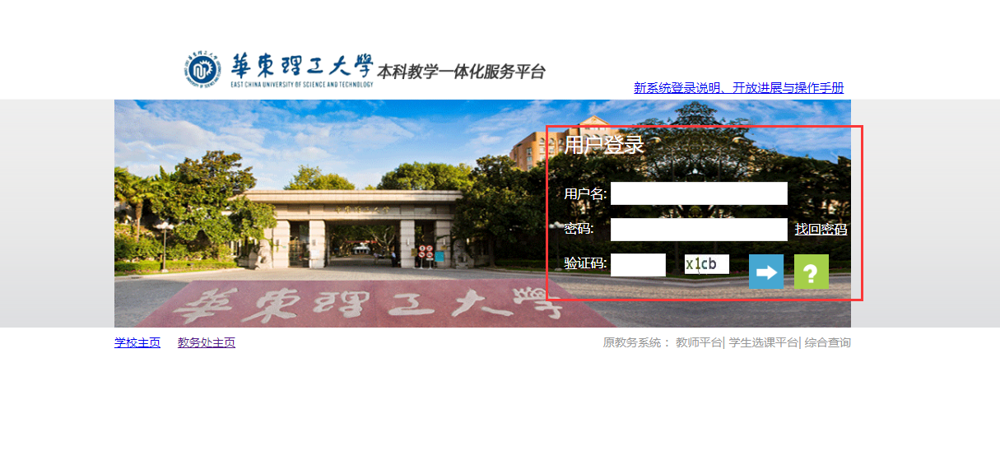 華東理工大學
EAST CHINA UNIVERSITY OF SCIENCE AND TECHNOLOGY
本科教学一体化服务平台
新系统登录说明、开放进展与操作手册
用户登录
用户名:
密码:
找回密码
验证码:
x1cb
?
華東理工大學
学校主页
教务处主页
原教务系统： 教师平台| 学生选课平台| 综合查询